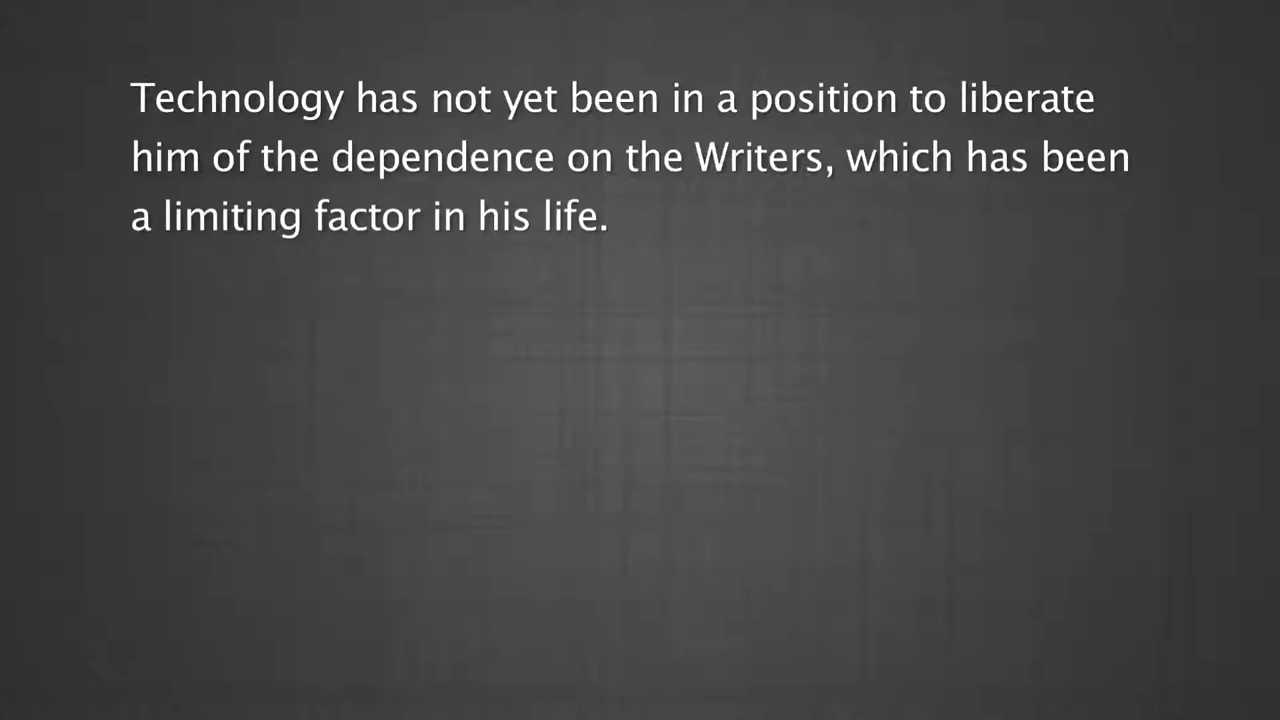 Technology has not yet been in a position to liberate
him of the dependence on the Writers, which has been
a limiting factor in his life.